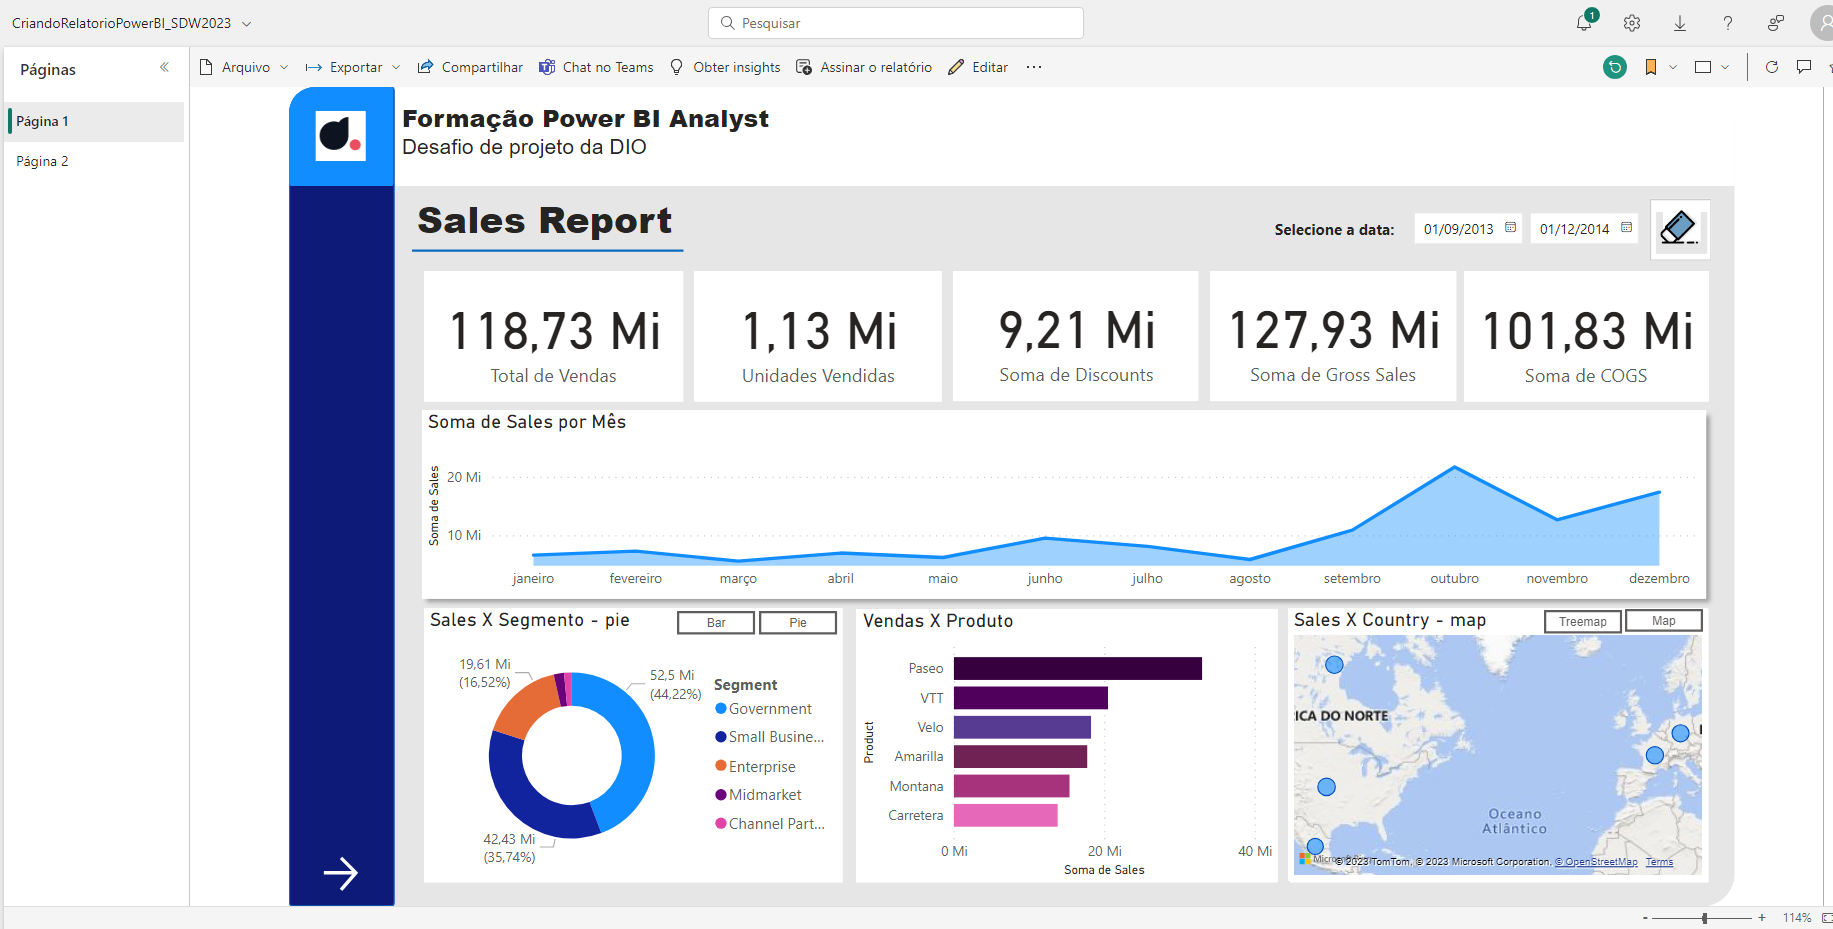 CriandoRelatorioPowerBI_SDW2023
Pesquisar
1
Páginas
Arquivo
Exportar
Compartilhar
Chat no Teams
Obter insights
Assinar o relatório
Editar
Página 1
Página 2
Formação Power BI Analyst
Desafio de projeto da DIO
Sales Report
Selecione a data:
01/09/2013
01/12/2014
118,73 Mi
Total de Vendas
1,13 Mi
Unidades Vendidas
9,21 Mi
Soma de Discounts
127,93 Mi
Soma de Gross Sales
101,83 Mi
Soma de COGS
Soma de Sales por Mês
Soma de Sales
20 Mi
10 Mi
janeiro
fevereiro
março
abril
maio
junho
julho
agosto
setembro
outubro
novembro
dezembro
Sales X Segmento - pie
Bar
Pie
19,61 Mi
(16,52%)
52,5 Mi
(44,22%)
42,43 Mi
(35,74%)
Segment
Government
Small Busine...
Enterprise
Midmarket
Channel Part...
Vendas X Produto
Product
Paseo
VTT
Velo
Amarilla
Montana
Carretera
0 Mi
20 Mi
40 Mi
Soma de Sales
Sales X Country - map
Treemap
Map
ICA DO NORTE
Oceano
Atlântico
© 2023 TomTom, © 2023 Microsoft Corporation, © OpenStreetMap Terms
114%